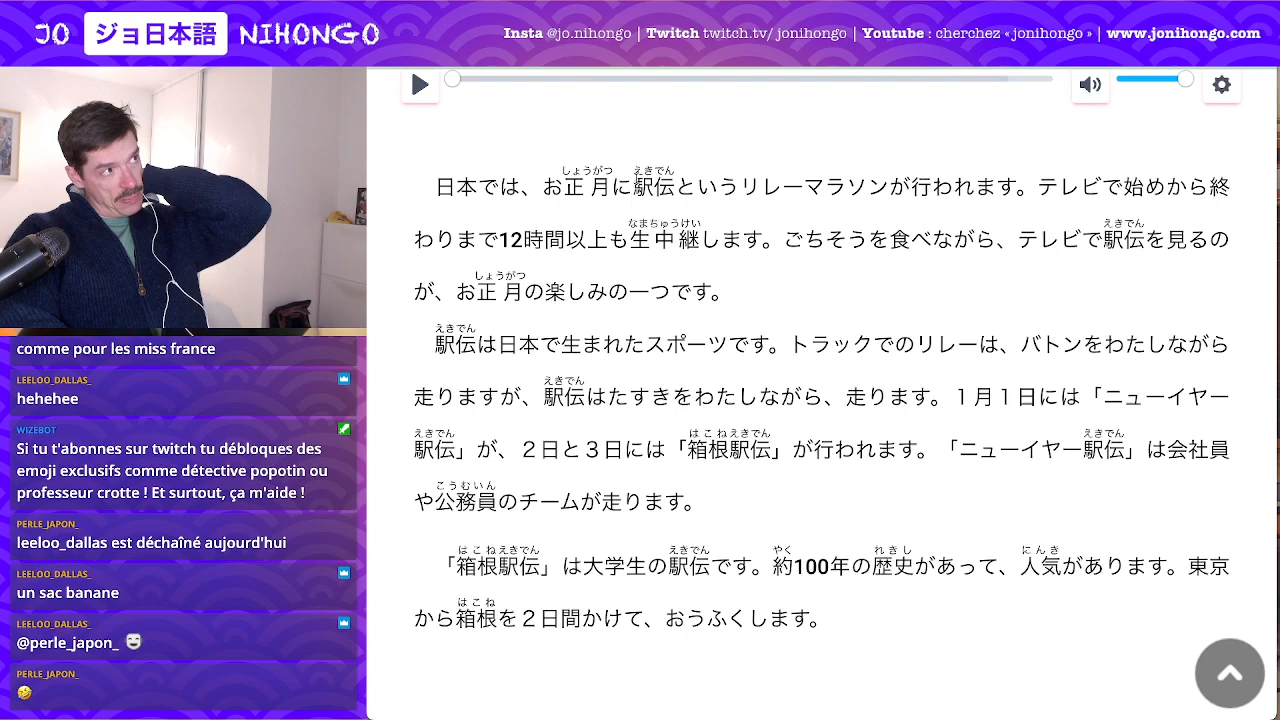 JO ジョ日本語 NIHONGO
Insta @jo.nihongo | Twitch twitch.tv/ jonihongo | Youtube : cherchez « jonihongo » | www.jonihongo.com
comme pour les miss france
LEELOO_DALLAS_
hehehee
WIZEBOT
Si tu t'abonnes sur twitch tu débloques des
emoji exclusifs comme détective popotin ou
professeur crotte ! Et surtout, ça m'aide !
PERLE_JAPON_
leeloo_dallas est déchaîné aujourd'hui
LEELOO_DALLAS_
un sac banane
LEELOO_DALLAS_
@perle_japon_
PERLE_JAPON_
しょうがつ えきでん
日本では、お正月に駅伝というリレーマラソンが行われます。テレビで始めから終
なまちゅうけい えきでん
わりまで12時間以上も生中継します。ごちそうを食べながら、テレビで駅伝を見るの
しょうがつ
が、お正月の楽しみの一つです。
えきでん
駅伝は日本で生まれたスポーツです。トラックでのリレーは、バトンをわたしながら
えきでん
走りますが、駅伝はたすきをわたしながら、走ります。１月１日には「ニューイヤー
えきでん はこねえきでん えきでん
駅伝」が、２日と３日には「箱根駅伝」が行われます。「ニューイヤー駅伝」は会社員
こうむいん
や公務員のチームが走ります。
はこねえきでん えきでん やく れきし にんき
「箱根駅伝」は大学生の駅伝です。約100年の歴史があって、人気があります。東京
はこね
から箱根を２日間かけて、おうふくします。